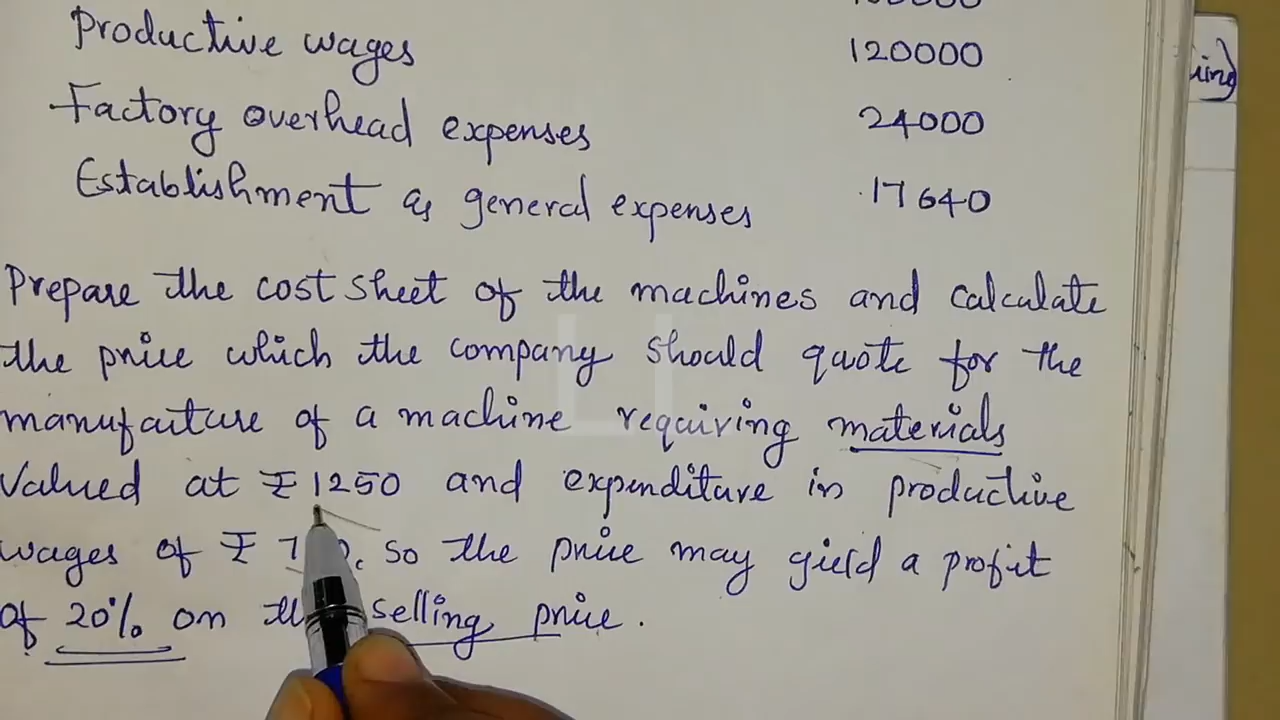 Productive wages 120000
Factory overhead expenses 24000
Establishment & general expenses 17640
Prepare the cost sheet of the machines and calculate
the price which the company should quote for the
manufacture of a machine requiring materials
valued at ₹ 1250 and expenditure in productive
wages of ₹ so the price may yield a profit
of 20% on the selling price.